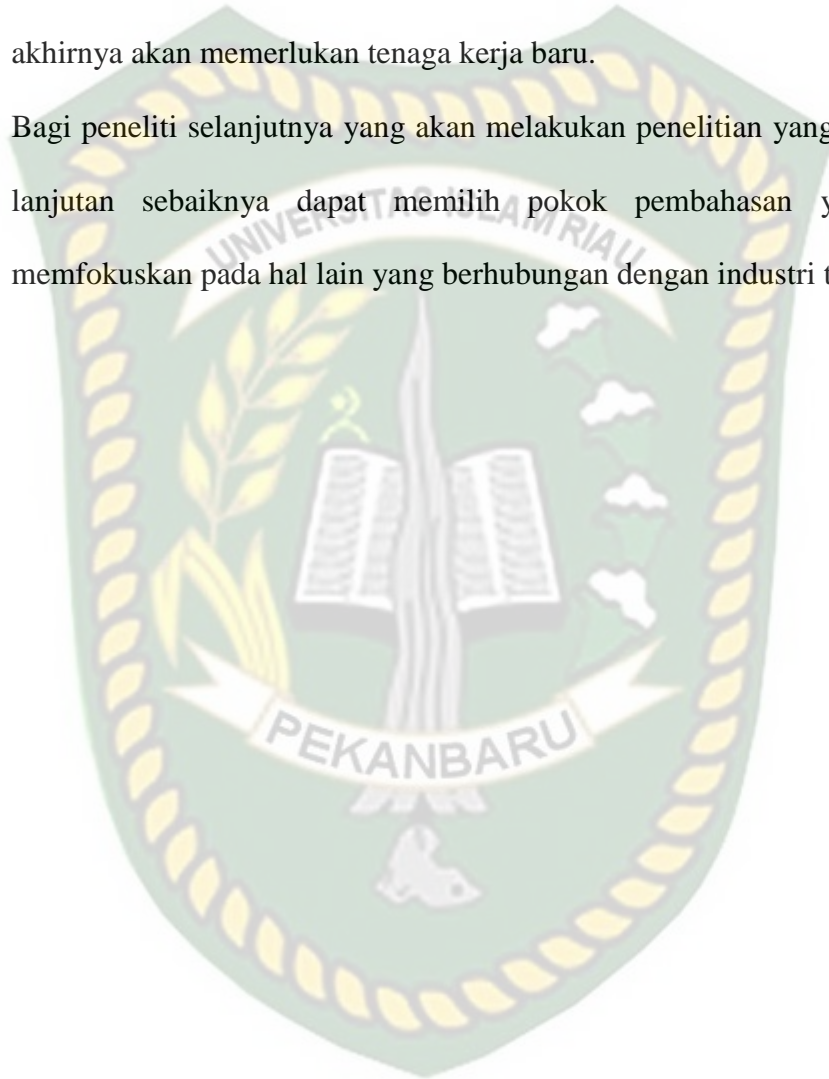 akhirnya akan memerlukan tenaga kerja baru.
Bagi peneliti selanjutnya yang akan melakukan penelitian yang
lanjutan sebaiknya dapat memilih pokok pembahasan
UNIVERSITAS ISLAM RIAU
memfokuskan pada hal lain yang berhubungan dengan industri
PEKANBARU